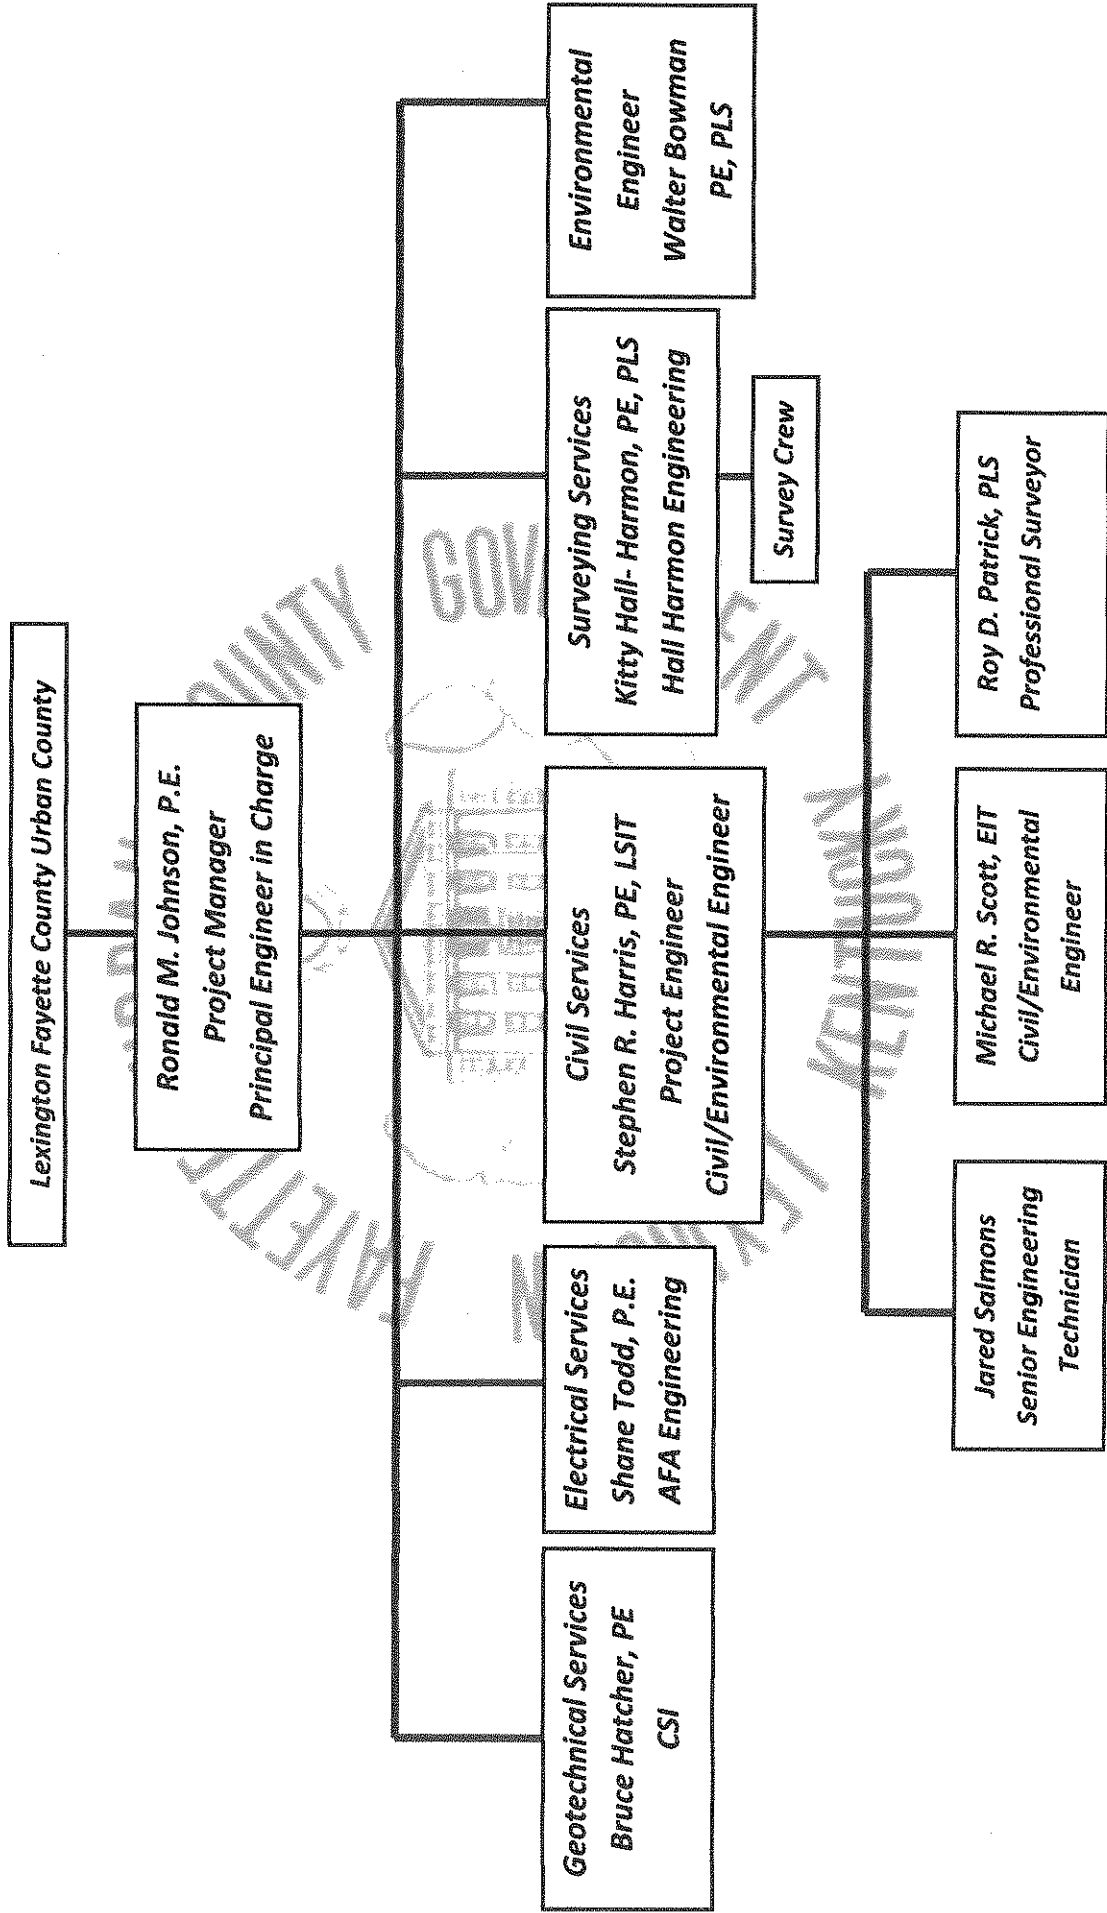 Lexington Fayette County Urban County
Ronald M. Johnson, P.E.
Project Manager
Principal Engineer in Charge
Geotechnical Services
Bruce Hatcher, PE
CSI
Electrical Services
Shane Todd, P.E.
AFA Engineering
Civil Services
Stephen R. Harris, PE, LSIT
Project Engineer
Civil/Environmental Engineer
Surveying Services
Kitty Hall- Harmon, PE, PLS
Hall Harmon Engineering
Environmental
Engineer
Walter Bowman
PE, PLS
Survey Crew
Jared Salmons
Senior Engineering
Technician
Michael R. Scott, EIT
Civil/Environmental
Engineer
Roy D. Patrick, PLS
Professional Surveyor
KENTUCKY